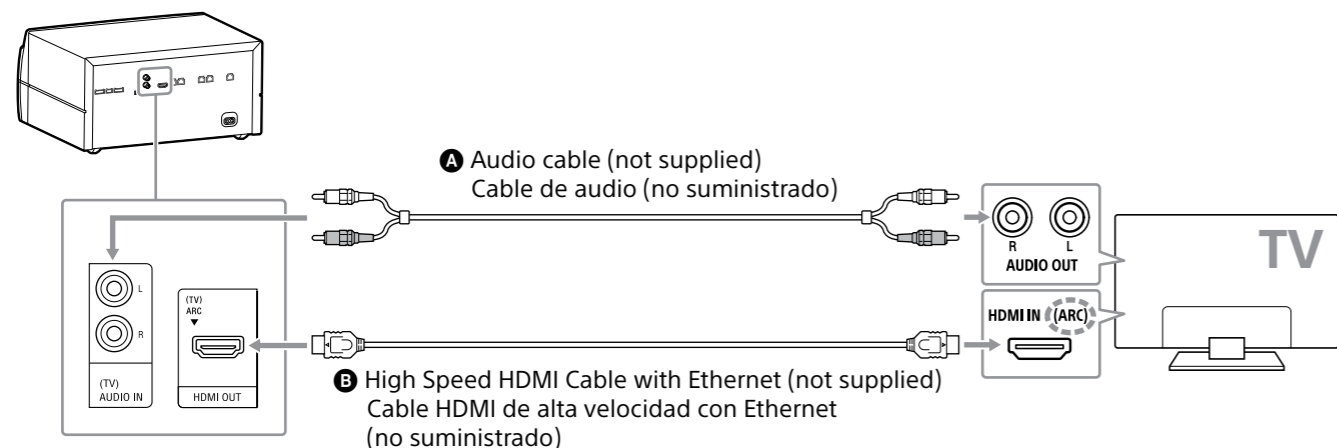 A Audio cable (not supplied)
Cable de audio (no suministrado)
R L
AUDIO OUT
TV
L
R
(TV)
AUDIO IN
(TV)
ARC
HDMI OUT
HDMI IN (ARC)
B High Speed HDMI Cable with Ethernet (not supplied)
Cable HDMI de alta velocidad con Ethernet
(no suministrado)